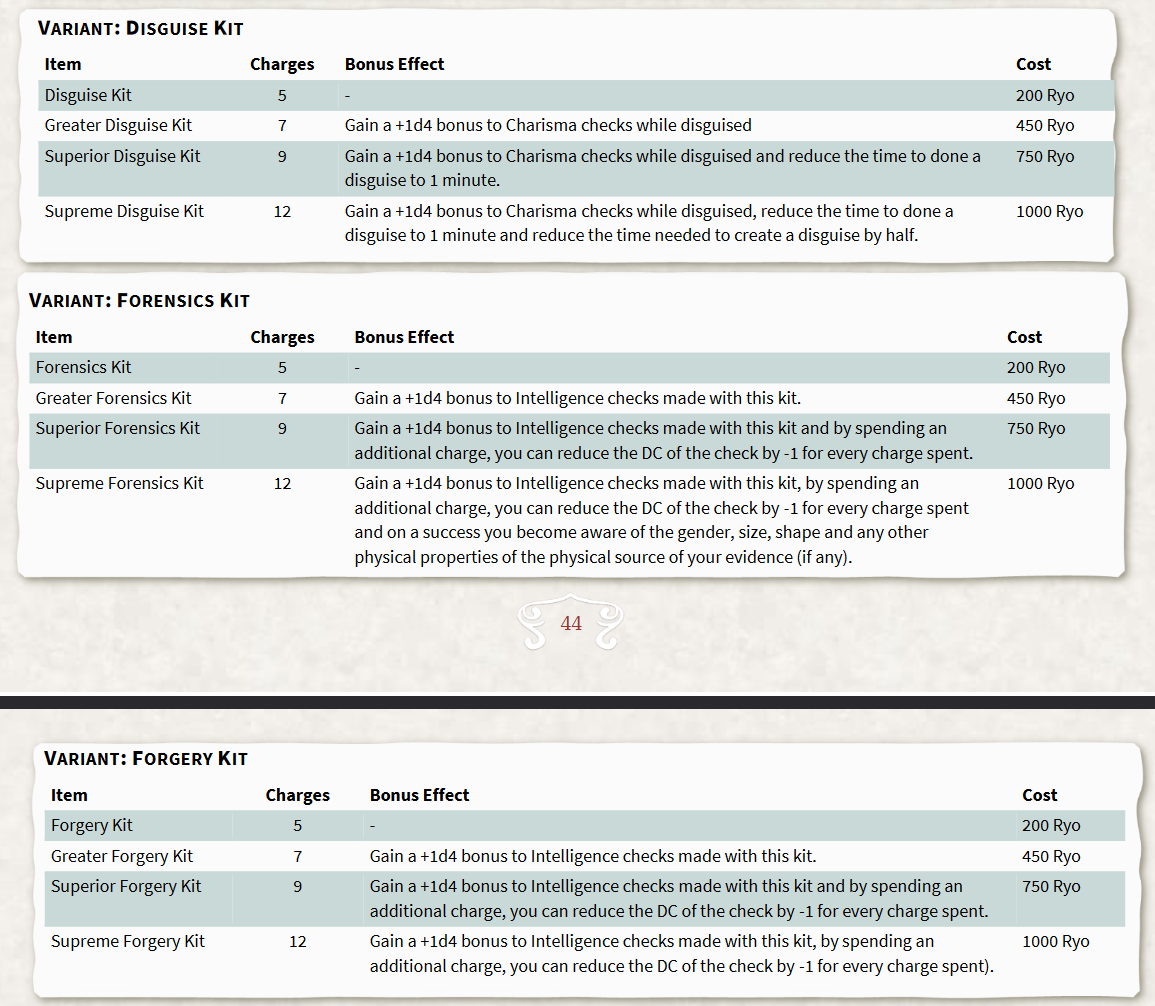 VARIANT: DISGUISE KIT
Item Charges Bonus Effect Cost
Disguise Kit 5 - 200 Ryo
Greater Disguise Kit 7 Gain a +1d4 bonus to Charisma checks while disguised 450 Ryo
Superior Disguise Kit 9 Gain a +1d4 bonus to Charisma checks while disguised and reduce the time to done a 750 Ryo
disguise to 1 minute.
Supreme Disguise Kit 12 Gain a +1d4 bonus to Charisma checks while disguised, reduce the time to done a 1000 Ryo
disguise to 1 minute and reduce the time needed to create a disguise by half.
VARIANT: FORENSICS KIT
Item Charges Bonus Effect Cost
Forensics Kit 5 - 200 Ryo
Greater Forensics Kit 7 Gain a +1d4 bonus to Intelligence checks made with this kit. 450 Ryo
Superior Forensics Kit 9 Gain a +1d4 bonus to Intelligence checks made with this kit and by spending an 750 Ryo
additional charge, you can reduce the DC of the check by -1 for every charge spent.
Supreme Forensics Kit 12 Gain a +1d4 bonus to Intelligence checks made with this kit, by spending an 1000 Ryo
additional charge, you can reduce the DC of the check by -1 for every charge spent
and on a success you become aware of the gender, size, shape and any other
physical properties of the physical source of your evidence (if any).
44
VARIANT: FORGERY KIT
Item Charges Bonus Effect Cost
Forgery Kit 5 - 200 Ryo
Greater Forgery Kit 7 Gain a +1d4 bonus to Intelligence checks made with this kit. 450 Ryo
Superior Forgery Kit 9 Gain a +1d4 bonus to Intelligence checks made with this kit and by spending an 750 Ryo
additional charge, you can reduce the DC of the check by -1 for every charge spent.
Supreme Forgery Kit 12 Gain a +1d4 bonus to Intelligence checks made with this kit, by spending an 1000 Ryo
additional charge, you can reduce the DC of the check by -1 for every charge spent).